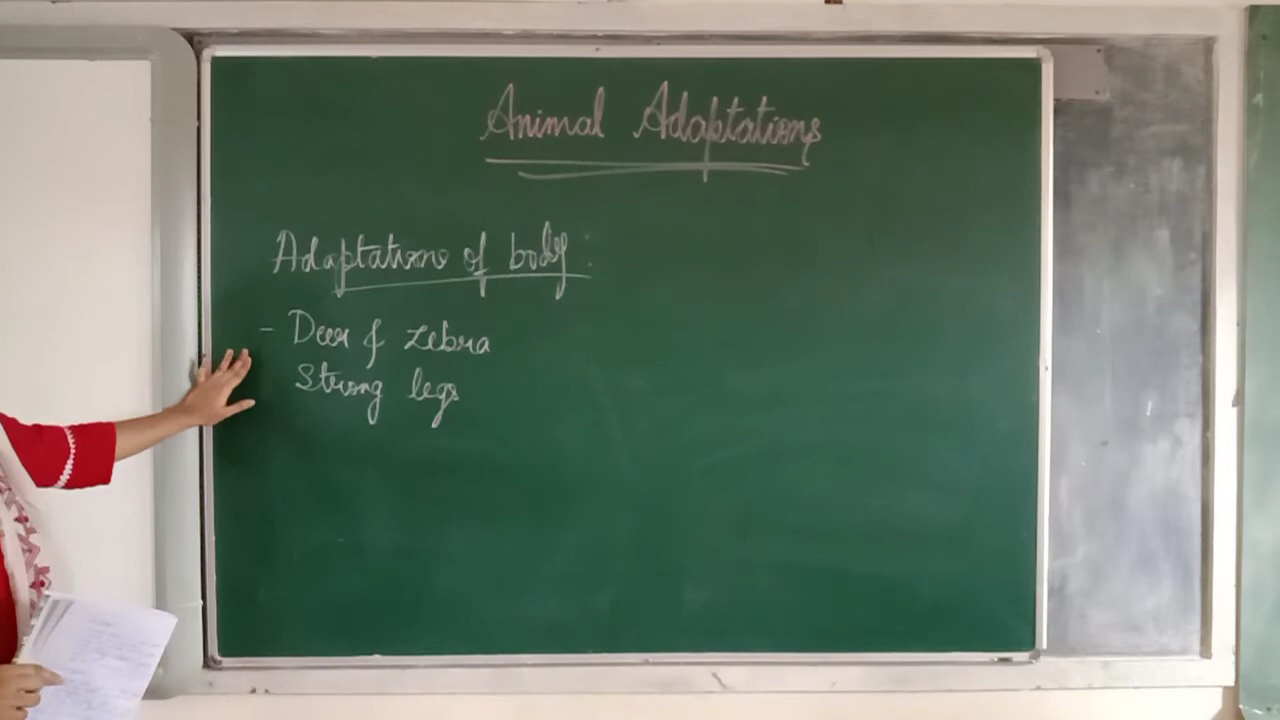 Animal Adaptations
Adaptations of body :
- Deer & zebra
Strong legs